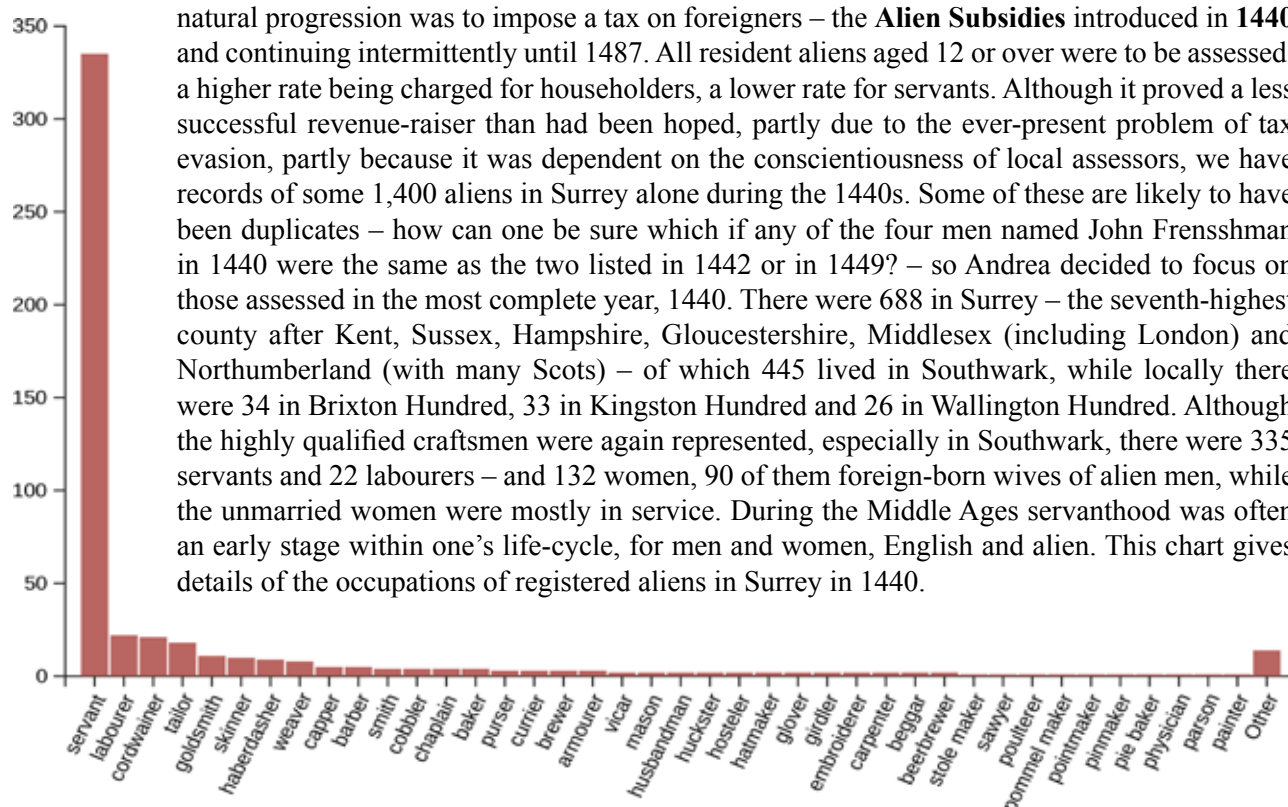 natural progression was to impose a tax on foreigners – the Alien Subsidies introduced in 1440
and continuing intermittently until 1487. All resident aliens aged 12 or over were to be assessed
a higher rate being charged for householders, a lower rate for servants. Although it proved a less
successful revenue-raiser than had been hoped, partly due to the ever-present problem of tax
evasion, partly because it was dependent on the conscientiousness of local assessors, we have
records of some 1,400 aliens in Surrey alone during the 1440s. Some of these are likely to have
been duplicates – how can one be sure which if any of the four men named John Frensshman
in 1440 were the same as the two listed in 1442 or in 1449? – so Andrea decided to focus on
those assessed in the most complete year, 1440. There were 688 in Surrey – the seventh-highest
county after Kent, Sussex, Hampshire, Gloucestershire, Middlesex (including London) and
Northumberland (with many Scots) – of which 445 lived in Southwark, while locally there
were 34 in Brixton Hundred, 33 in Kingston Hundred and 26 in Wallington Hundred. Although
the highly qualified craftsmen were again represented, especially in Southwark, there were 335
servants and 22 labourers – and 132 women, 90 of them foreign-born wives of alien men, while
the unmarried women were mostly in service. During the Middle Ages servanthood was often
an early stage within one's life-cycle, for men and women, English and alien. This chart gives
details of the occupations of registered aliens in Surrey in 1440.
350
300
250
200
150
100
50
0
servant
labourer
cordwainer
tailor
goldsmith
skinner
haberdasher
weaver
capper
barber
smith
cobbler
chaplain
baker
purser
currier
brewer
armourer
vicar
mason
husbandman
huckster
hosteler
hatmaker
glover
girdler
embroiderer
carpenter
beggar
beerbrewer
stole maker
sawyer
poulterer
pommel maker
pointmaker
pinmaker
pie baker
physician
parson
painter
Other